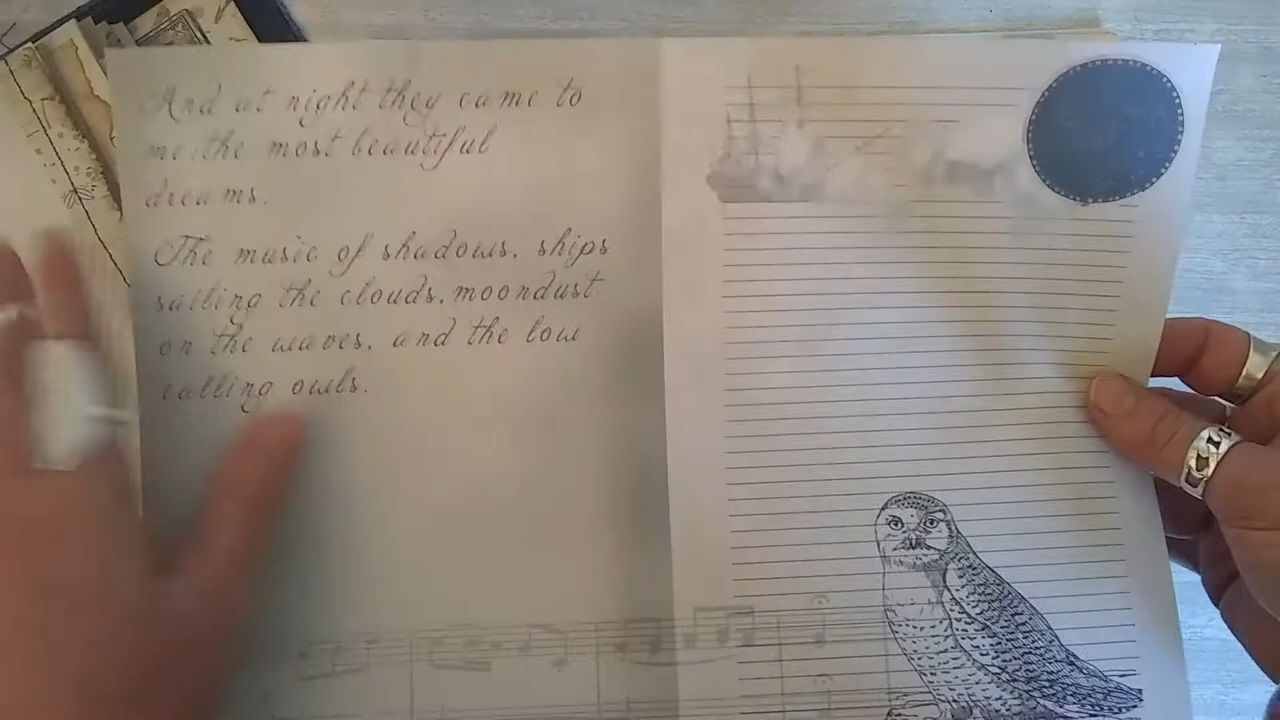 And at night they came to
me the most beautiful
dreams.
The music of shadows, ships
sailing the clouds, moondust
on the waves, and the low
calling owls.